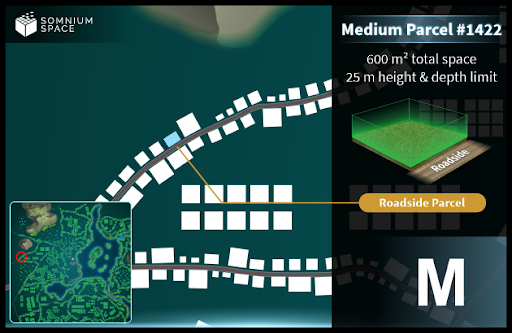 SOMNIUM
SPACE
Medium Parcel #1422
600 m² total space
25 m height & depth limit
Roadside
Roadside Parcel
M